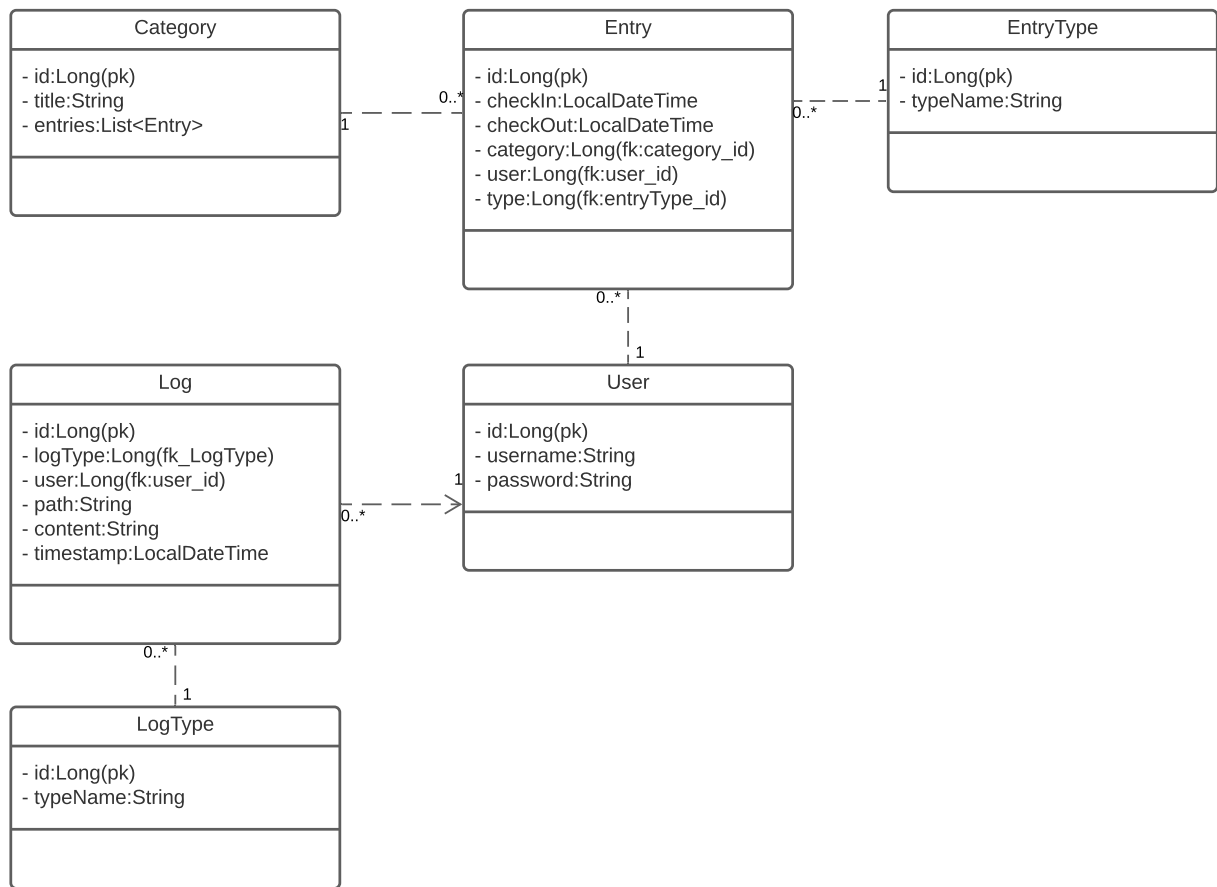 Category
- id:Long(pk)
- title:String
- entries:List<Entry>
1
0..*
Entry
- id:Long(pk)
- checkIn:LocalDateTime
- checkOut:LocalDateTime
- category:Long(fk:category_id)
- user:Long(fk:user_id)
- type:Long(fk:entryType_id)
0..*
1
EntryType
- id:Long(pk)
- typeName:String
0..*
1
Log
- id:Long(pk)
- logType:Long(fk_LogType)
- user:Long(fk:user_id)
- path:String
- content:String
- timestamp:LocalDateTime
0..*
1
User
- id:Long(pk)
- username:String
- password:String
0..*
1
LogType
- id:Long(pk)
- typeName:String